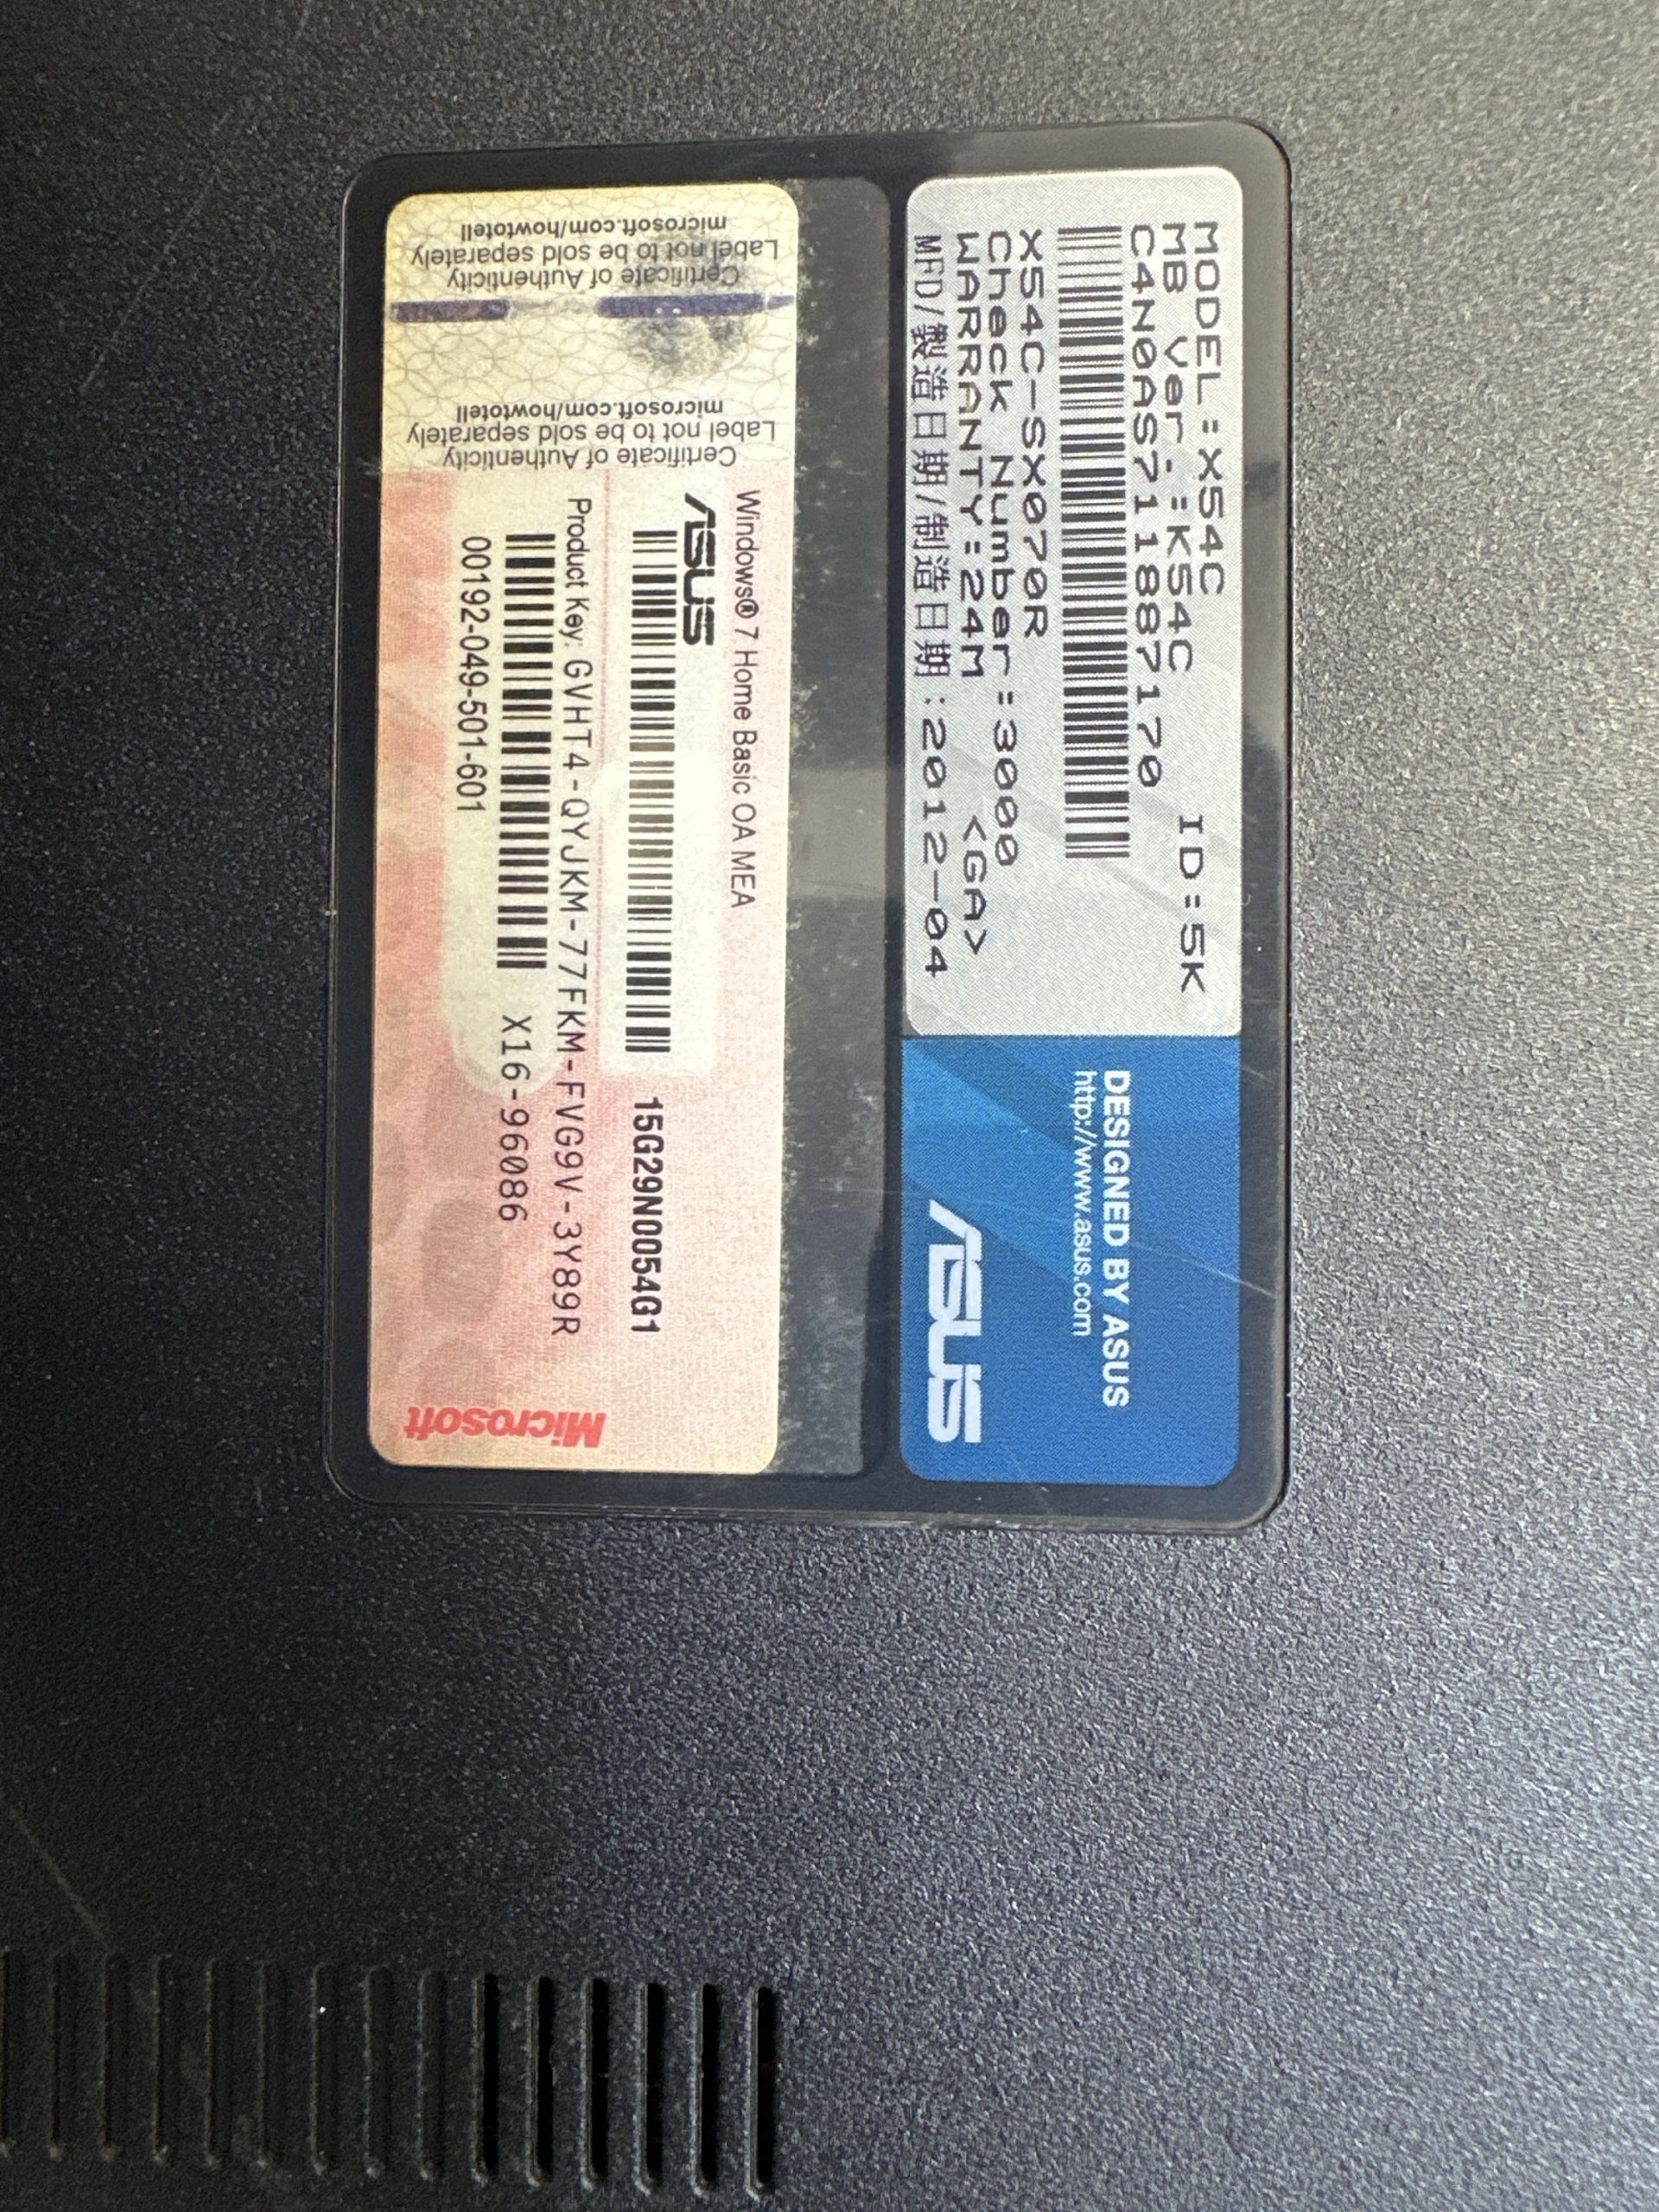 MODEL:X54C
MB Ver.:K54C ID:5K
C4N0AS711887170
X54C-SX070R
Check Number:3000
WARRANTY:24M <GA>
MFD/製造日期/制造日期:2012-04
DESIGNED BY ASUS
http://www.asus.com
ASUS
Certificate of Authenticity
Label not to be sold separately
microsoft.com/howtotell
Certificate of Authenticity
Label not to be sold separately
microsoft.com/howtotell
Windows® 7 Home Basic OA MEA
ASUS
15G29N0054G1
Product Key: GVHT4-QYJKM-77FKM-FVG9V-3Y89R
X16-96086
00192-049-501-601
Microsoft